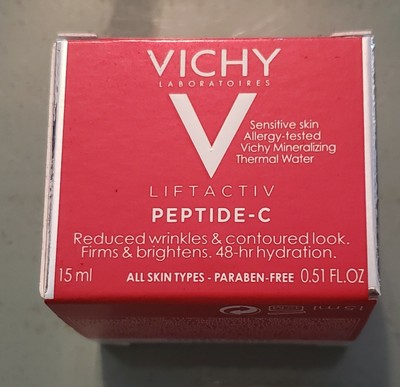 VICHY
LABORATOIRES
V
Sensitive skin
Allergy-tested
Vichy Mineralizing
Thermal Water
LIFTACTIV
PEPTIDE-C
Reduced wrinkles & contoured look.
Firms & brightens. 48-hr hydration.
15 ml ALL SKIN TYPES - PARABEN-FREE 0.51 FL.OZ
15ml